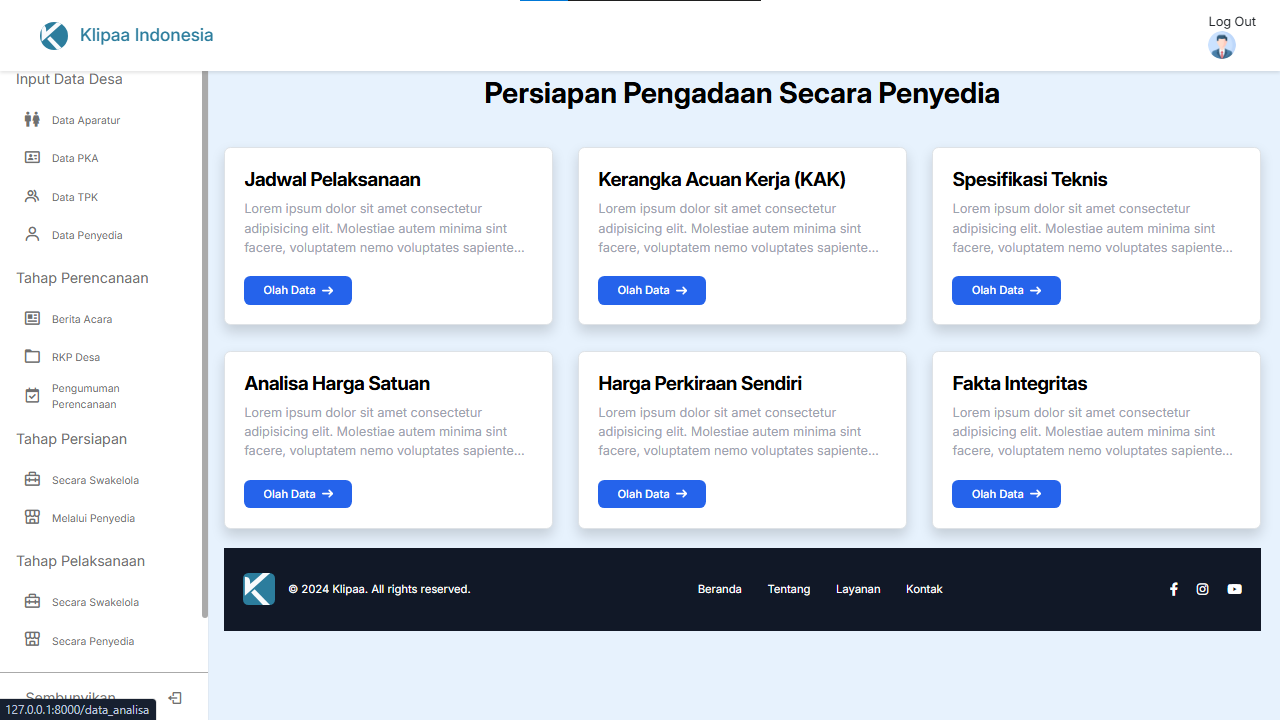 Klipaa Indonesia
Log Out
Input Data Desa
Data Aparatur
Data PKA
Data TPK
Data Penyedia
Tahap Perencanaan
Berita Acara
RKP Desa
Pengumuman
Perencanaan
Tahap Persiapan
Secara Swakelola
Melalui Penyedia
Tahap Pelaksanaan
Secara Swakelola
Secara Penyedia
Sembunyikan
127.0.0.1:8000/data_analisa
Persiapan Pengadaan Secara Penyedia
Jadwal Pelaksanaan
Lorem ipsum dolor sit amet consectetur
adipisicing elit. Molestiae autem minima sint
facere, voluptatem nemo voluptates sapiente...
Olah Data →
Kerangka Acuan Kerja (KAK)
Lorem ipsum dolor sit amet consectetur
adipisicing elit. Molestiae autem minima sint
facere, voluptatem nemo voluptates sapiente...
Olah Data →
Spesifikasi Teknis
Lorem ipsum dolor sit amet consectetur
adipisicing elit. Molestiae autem minima sint
facere, voluptatem nemo voluptates sapiente...
Olah Data →
Analisa Harga Satuan
Lorem ipsum dolor sit amet consectetur
adipisicing elit. Molestiae autem minima sint
facere, voluptatem nemo voluptates sapiente...
Olah Data →
Harga Perkiraan Sendiri
Lorem ipsum dolor sit amet consectetur
adipisicing elit. Molestiae autem minima sint
facere, voluptatem nemo voluptates sapiente...
Olah Data →
Fakta Integritas
Lorem ipsum dolor sit amet consectetur
adipisicing elit. Molestiae autem minima sint
facere, voluptatem nemo voluptates sapiente...
Olah Data →
© 2024 Klipaa. All rights reserved.
Beranda Tentang Layanan Kontak